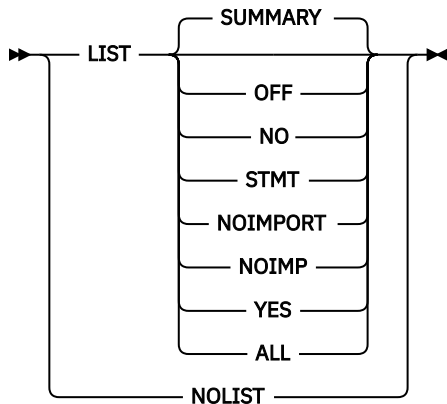 SUMMARY
LIST
OFF
NO
STMT
NOIMPORT
NOIMP
YES
ALL
NOLIST